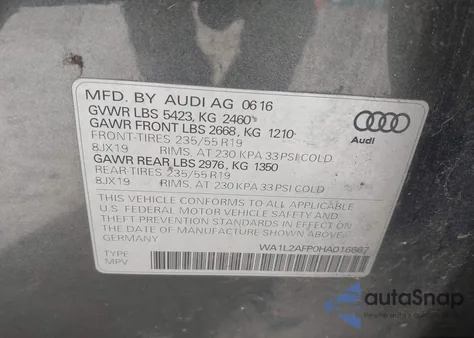 MFD. BY AUDI AG 06 16
GVWR LBS 5423, KG 2460
GAWR FRONT LBS 2668, KG 1210
FRONT-TIRES 235/55 R19
8JX19 RIMS, AT 230 KPA 33 PSI COLD
GAWR REAR LBS 2976, KG 1350
REAR-TIRES 235/55 R19
8JX19 RIMS, AT 230 KPA 33 PSI COLD
Audi
THIS VEHICLE CONFORMS TO ALL APPLICABLE
U. S. FEDERAL MOTOR VEHICLE SAFETY AND
THEFT PREVENTION STANDARDS IN EFFECT ON
THE DATE OF MANUFACTURE SHOWN ABOVE.
GERMANY WA1L2AFP0HA016667
TYPE
MPV
autoSnap